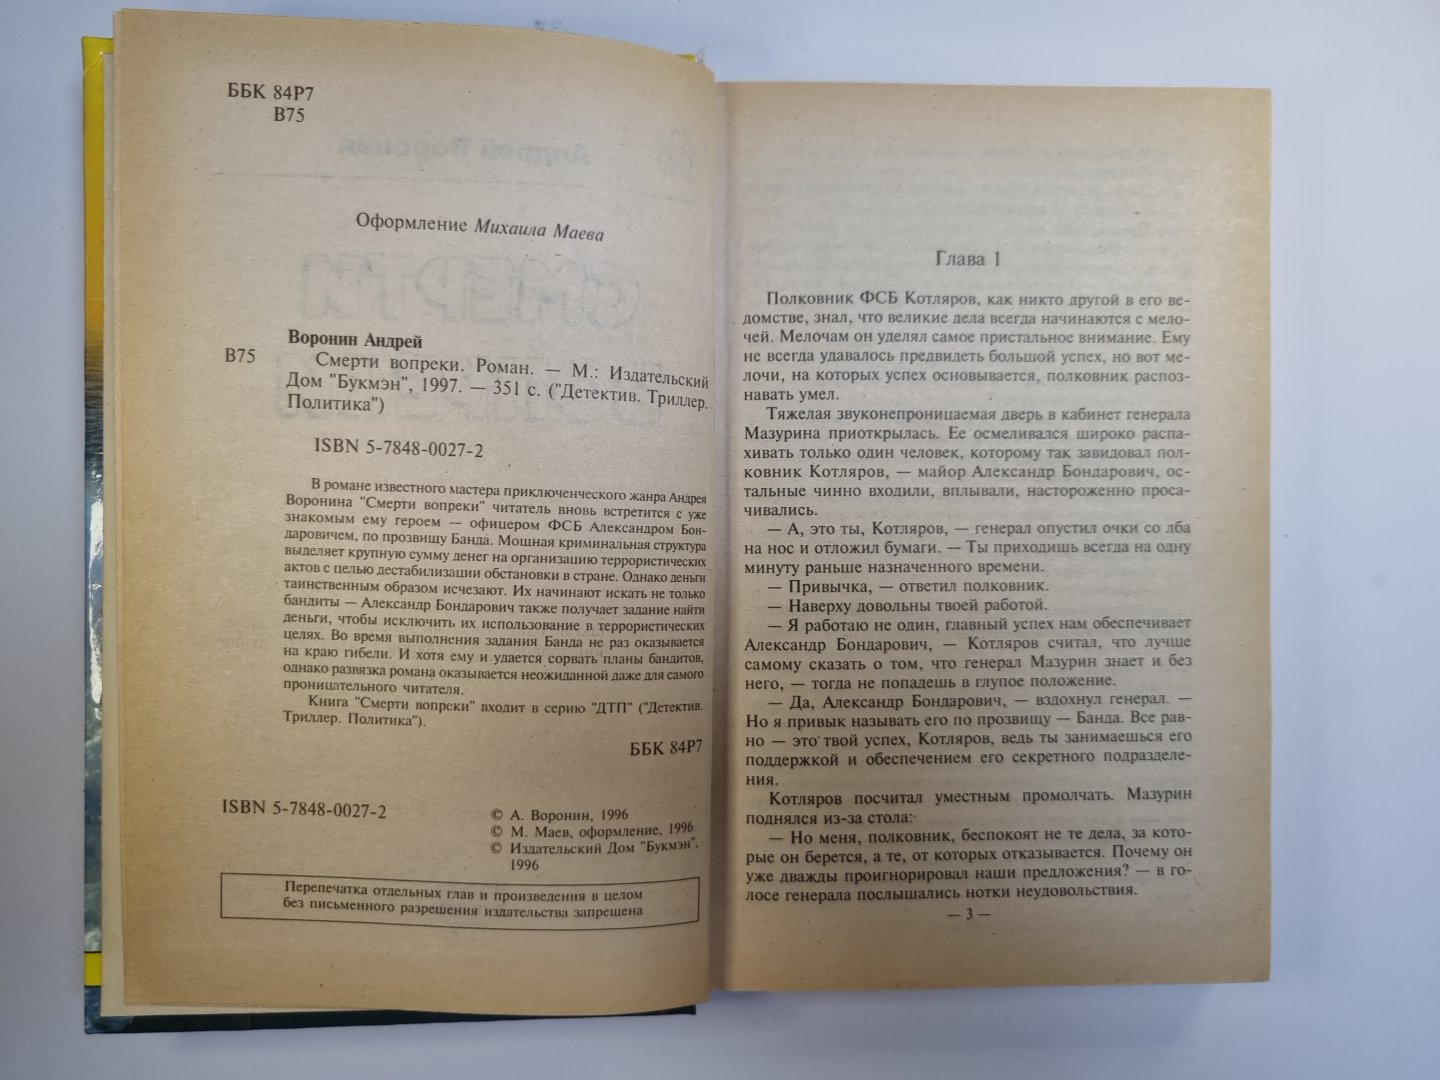 ББК 84Р7
В75
Оформление Михаила Маева
Воронин Андрей
В75
Смерти вопреки. Роман. — М.: Издательский
Дом "Букмэн", 1997. — 351 с. ("Детектив. Триллер.
Политика")
ISBN 5-7848-0027-2
В романе известного мастера приключенческого жанра Андрея
Воронина "Смерти вопреки" читатель вновь встретится с уже
знакомым ему героем — офицером ФСБ Александром Бон-
даровичем, по прозвищу Банда. Мощная криминальная структура
выделяет крупную сумму денег на организацию террористических
актов с целью дестабилизации обстановки в стране. Однако деньги
таинственным образом исчезают. Их начинают искать не только
бандиты — Александр Бондарович также получает задание найти
деньги, чтобы исключить их использование в террористических
целях. Во время выполнения задания Банда не раз оказывается
на краю гибели. И хотя ему и удается сорвать планы бандитов,
однако развязка романа оказывается неожиданной даже для самого
проницательного читателя.
Книга "Смерти вопреки" входит в серию "ДТП" ("Детектив.
Триллер. Политика").
ББК 84Р7
ISBN 5-7848-0027-2
© А. Воронин, 1996
© М. Маев, оформление, 1996
© Издательский Дом "Букмэн",
1996
Перепечатка отдельных глав и произведения в целом
без письменного разрешения издательства запрещена
Глава 1
Полковник ФСБ Котляров, как никто другой в его ве-
домстве, знал, что великие дела всегда начинаются с мело-
чей. Мелочам он уделял самое пристальное внимание. Ему
не всегда удавалось предвидеть большой успех, но вот ме-
лочи, на которых успех основывается, полковник распоз-
навать умел.
Тяжелая звуконепроницаемая дверь в кабинет генерала
Мазурина приоткрылась. Ее осмеливался широко распа-
хивать только один человек, которому так завидовал пол-
ковник Котляров, — майор Александр Бондарович, ос-
тальные чинно входили, вплывали, настороженно проса-
чивались.
— А, это ты, Котляров, — генерал опустил очки со лба
на нос и отложил бумаги. — Ты приходишь всегда на одну
минуту раньше назначенного времени.
— Привычка, — ответил полковник.
— Наверху довольны твоей работой.
— Я работаю не один, главный успех нам обеспечивает
Александр Бондарович, — Котляров считал, что лучше
самому сказать о том, что генерал Мазурин знает и без
него, — тогда не попадешь в глупое положение.
— Да, Александр Бондарович, — вздохнул генерал. —
Но я привык называть его по прозвищу — Банда. Все рав-
но — это твой успех, Котляров, ведь ты занимаешься его
поддержкой и обеспечением его секретного подразделе-
ния.
Котляров посчитал уместным промолчать. Мазурин
поднялся из-за стола:
— Но меня, полковник, беспокоят не те дела, за кото-
рые он берется, а те, от которых отказывается. Почему он
уже дважды проигнорировал наши предложения? — в го-
лосе генерала послышались нотки неудовольствия.
— 3 —